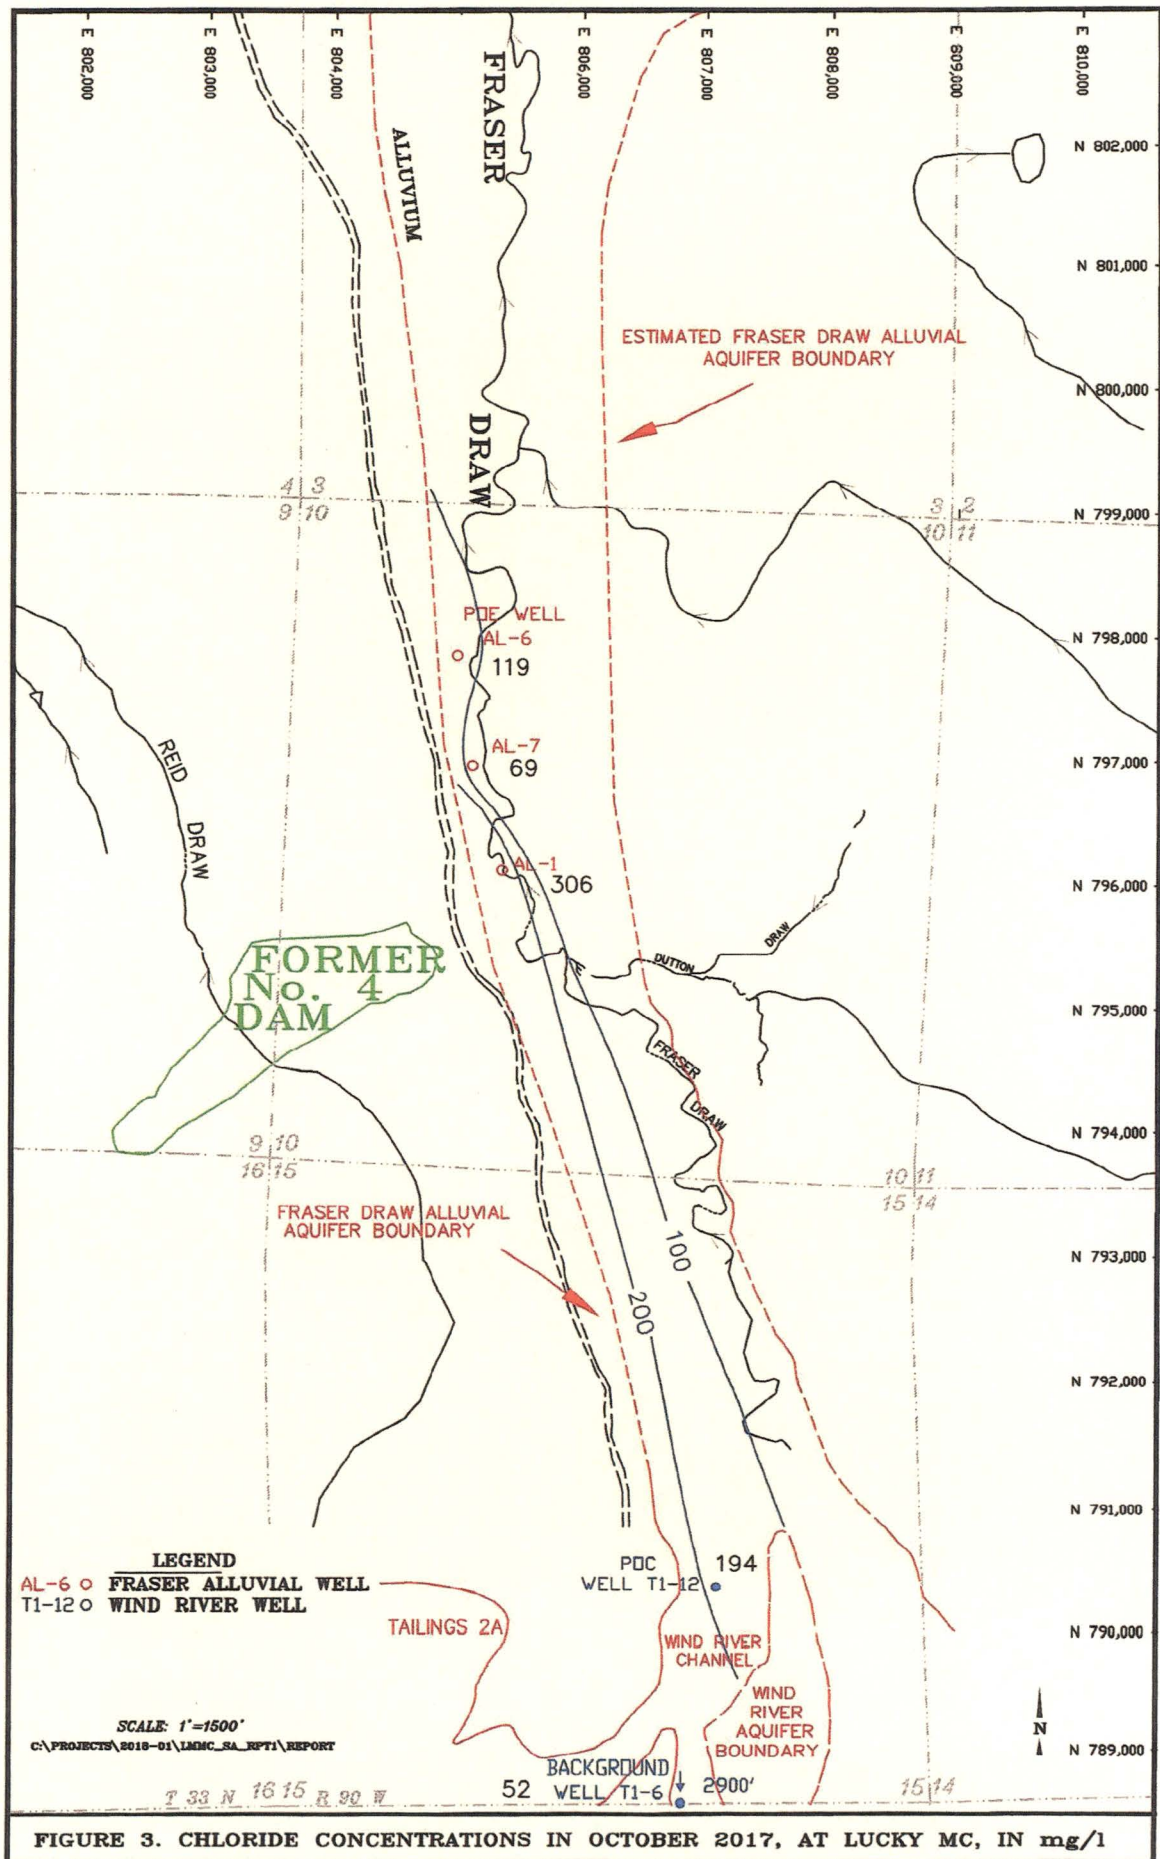 E 802,000
E 803,000
E 804,000
E 806,000
E 807,000
E 808,000
E 809,000
E 810,000
FRASER
ALLUVIUM
N 802,000
N 801,000
ESTIMATED FRASER DRAW ALLUVIAL
AQUIFER BOUNDARY
N 800,000
DRAW
4 3
9 10
3 2
10 11
N 799,000
POE WELL
AL-6
119
N 798,000
AL-7
69
N 797,000
REID
DRAW
AL-1
306
N 796,000
FORMER
No. 4
DAM
E
DUTTON
DRAW
N 795,000
FRASER
DRAW
N 794,000
9 10
16 15
10 11
15 14
FRASER DRAW ALLUVIAL
AQUIFER BOUNDARY
100
N 793,000
200
N 792,000
N 791,000
LEGEND
AL-6 FRASER ALLUVIAL WELL
T1-12 WIND RIVER WELL
POC
WELL T1-12
194
TAILINGS 2A
WIND RIVER
CHANNEL
N 790,000
WIND
RIVER
AQUIFER
BOUNDARY
SCALE: 1"=1500'
C:\PROJECTS\2018-01\LMMC_SA_RPT1\REPORT
N
N 789,000
T 33 N 16 15 R 90 W
52
BACKGROUND
WELL T1-6
2900'
15 14
FIGURE 3. CHLORIDE CONCENTRATIONS IN OCTOBER 2017, AT LUCKY MC, IN mg/l